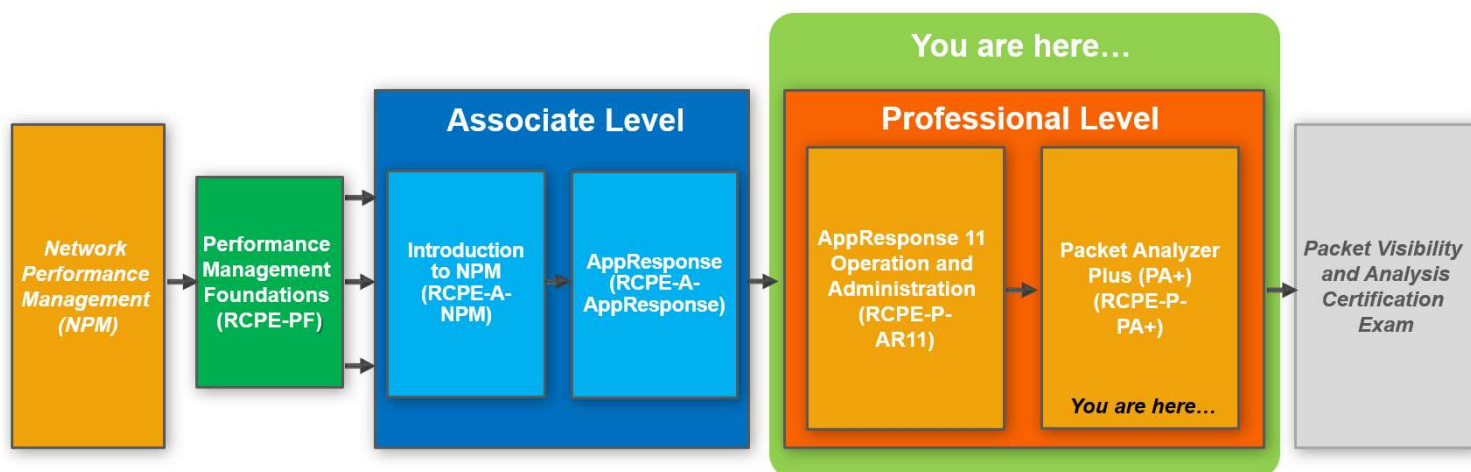 You are here…
Associate Level
Professional Level
Network
Performance
Management
(NPM)
Performance
Management
Foundations
(RCPE-PF)
Introduction
to NPM
(RCPE-A-
NPM)
AppResponse
(RCPE-A-
AppResponse)
AppResponse 11
Operation and
Administration
(RCPE-P-
AR11)
Packet Analyzer
Plus (PA+)
(RCPE-P-
PA+)
You are here…
Packet Visibility
and Analysis
Certification
Exam